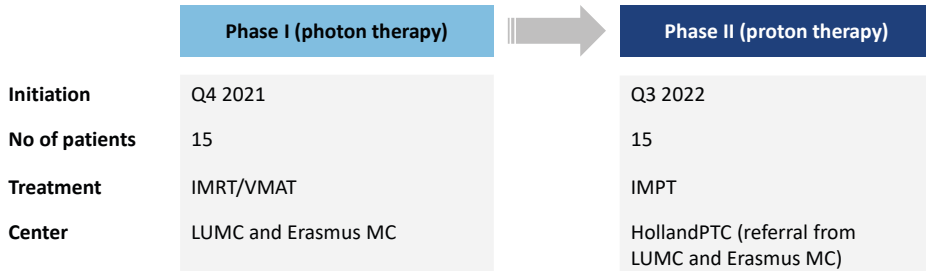 Phase I (photon therapy) Phase II (proton therapy)
Initiation Q4 2021 Q3 2022
No of patients 15 15
Treatment IMRT/VMAT IMPT
Center LUMC and Erasmus MC HollandPTC (referral from
LUMC and Erasmus MC)